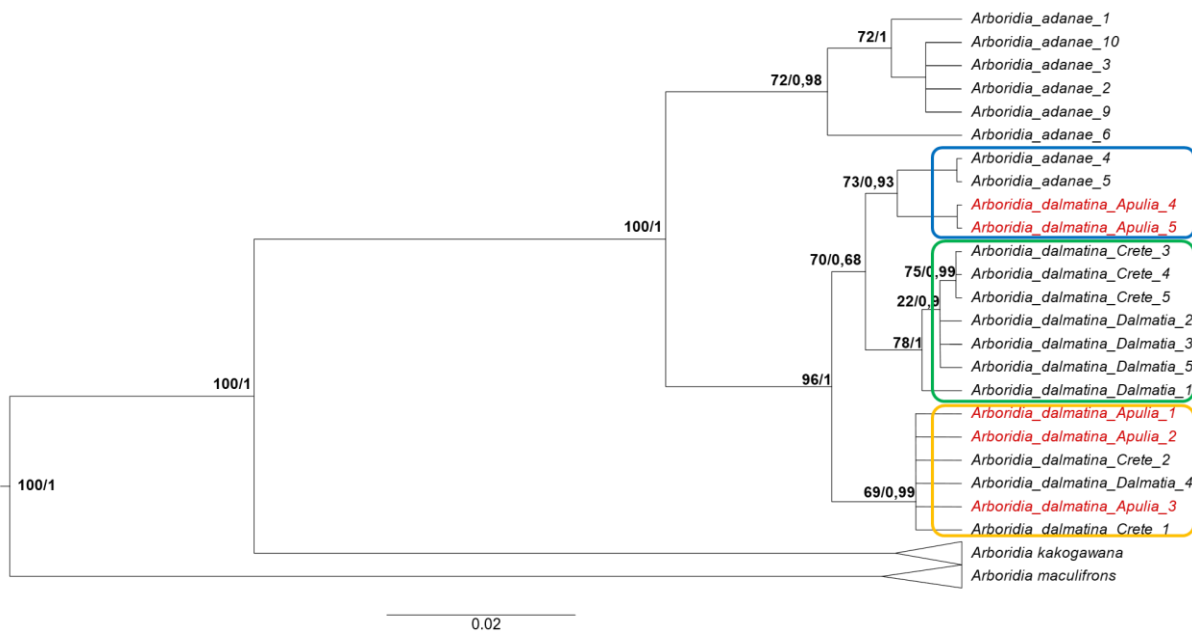 Arboridia_adanae_1
72/1
Arboridia_adanae_10
Arboridia_adanae_3
72/0,98
Arboridia_adanae_2
Arboridia_adanae_9
Arboridia_adanae_6
Arboridia_adanae_4
73/0,93
Arboridia_adanae_5
Arboridia_dalmatina_Apulia_4
100/1
Arboridia_dalmatina_Apulia_5
Arboridia_dalmatina_Crete_3
70/0,68
75/0,99
Arboridia_dalmatina_Crete_4
Arboridia_dalmatina_Crete_5
22/0,9
Arboridia_dalmatina_Dalmatia_2
78/1
Arboridia_dalmatina_Dalmatia_3
Arboridia_dalmatina_Dalmatia_5
100/1
96/1
Arboridia_dalmatina_Dalmatia_1
Arboridia_dalmatina_Apulia_1
Arboridia_dalmatina_Apulia_2
Arboridia_dalmatina_Crete_2
100/1
Arboridia_dalmatina_Dalmatia_4
69/0,99
Arboridia_dalmatina_Apulia_3
Arboridia_dalmatina_Crete_1
Arboridia kakogawana
Arboridia maculifrons
0.02